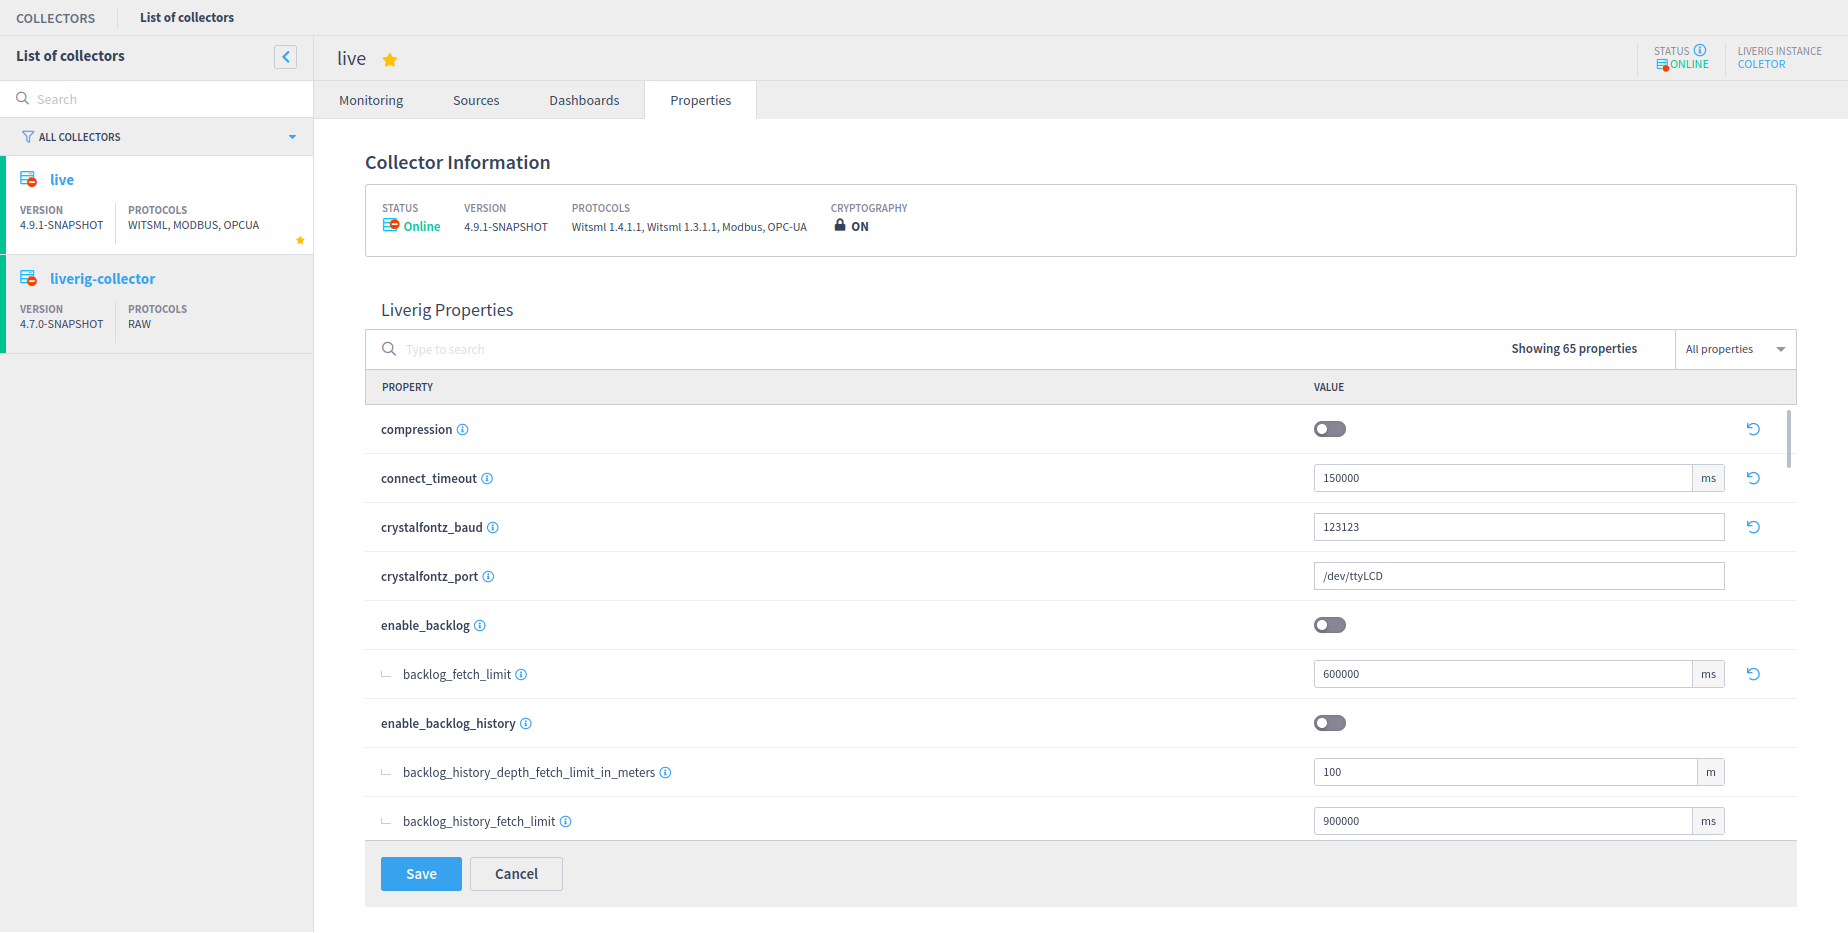 COLLECTORS List of collectors
List of collectors
Search
ALL COLLECTORS
live
VERSION PROTOCOLS
4.9.1-SNAPSHOT WITSML, MODBUS, OPCUA
liverig-collector
VERSION PROTOCOLS
4.7.0-SNAPSHOT RAW
live
STATUS LIVERIG INSTANCE
ONLINE COLETOR
Monitoring Sources Dashboards Properties
Collector Information
STATUS VERSION PROTOCOLS CRYPTOGRAPHY
Online 4.9.1-SNAPSHOT Witsml 1.4.1.1, Witsml 1.3.1.1, Modbus, OPC-UA ON
Liverig Properties
Type to search Showing 65 properties All properties
PROPERTY VALUE
compression
connect_timeout 150000 ms
crystalfontz_baud 123123
crystalfontz_port /dev/ttyLCD
enable_backlog
backlog_fetch_limit 600000 ms
enable_backlog_history
backlog_history_depth_fetch_limit_in_meters 100 m
backlog_history_fetch_limit 900000 ms
Save Cancel